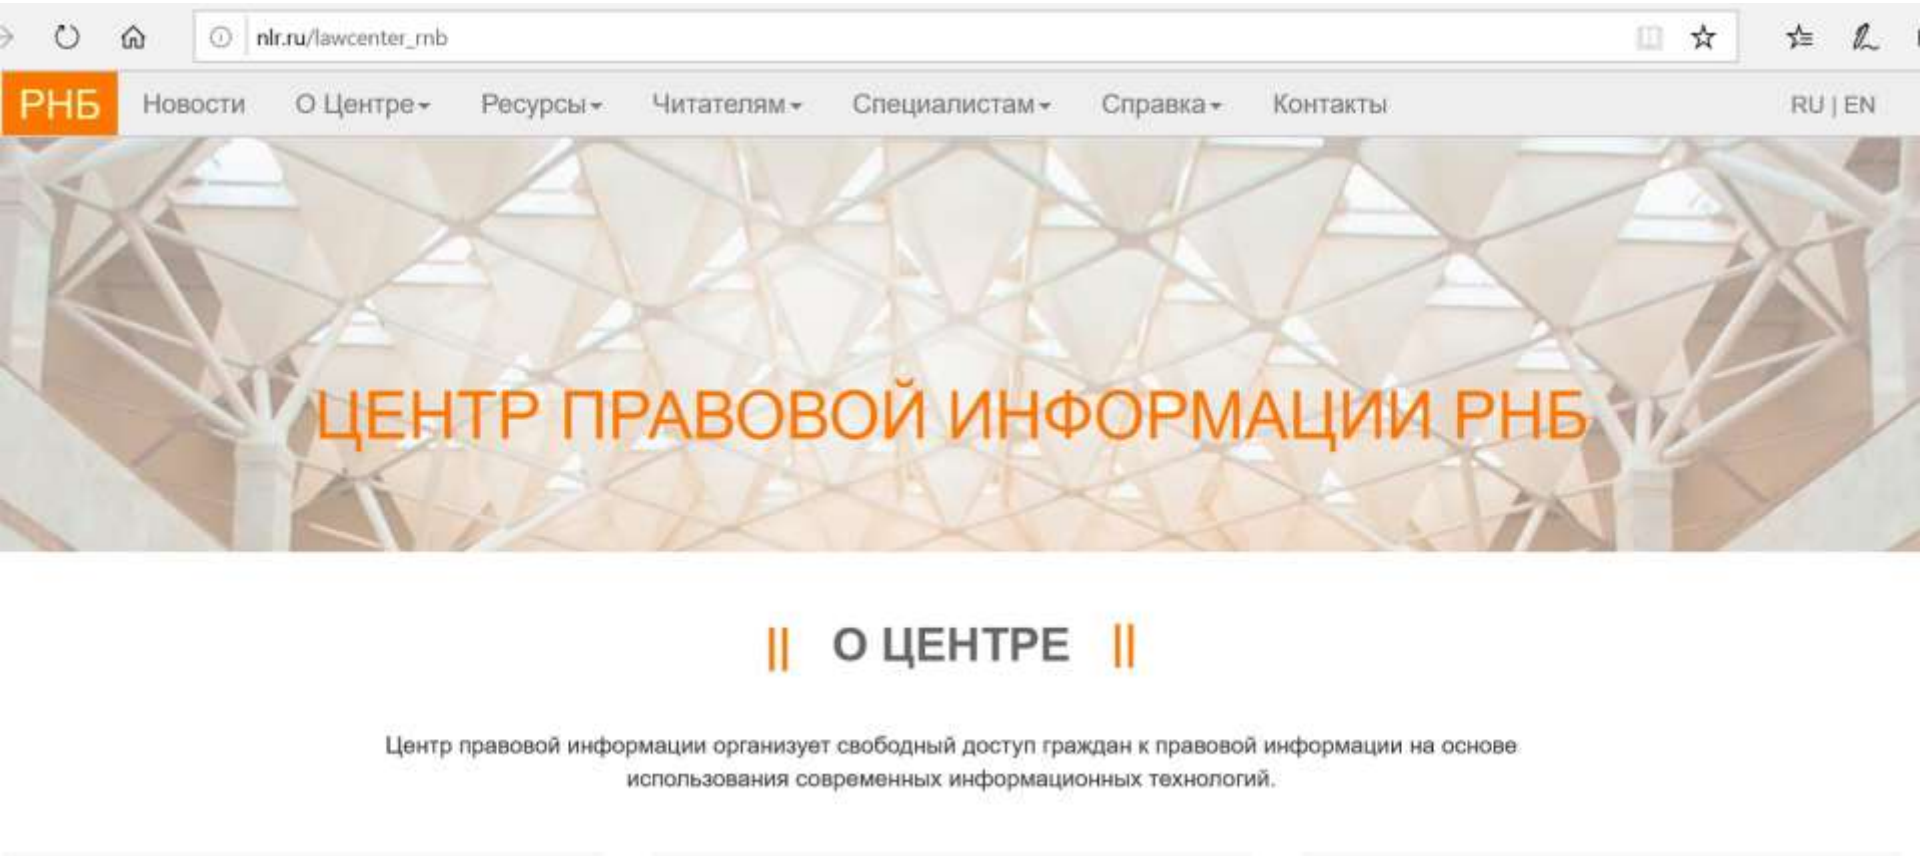 nlr.ru/lawcenter_rnb
РНБ Новости О Центре Ресурсы Читателям Специалистам Справка Контакты RU | EN
ЦЕНТР ПРАВОВОЙ ИНФОРМАЦИИ РНБ
|| О ЦЕНТРЕ ||
Центр правовой информации организует свободный доступ граждан к правовой информации на основе
использования современных информационных технологий.